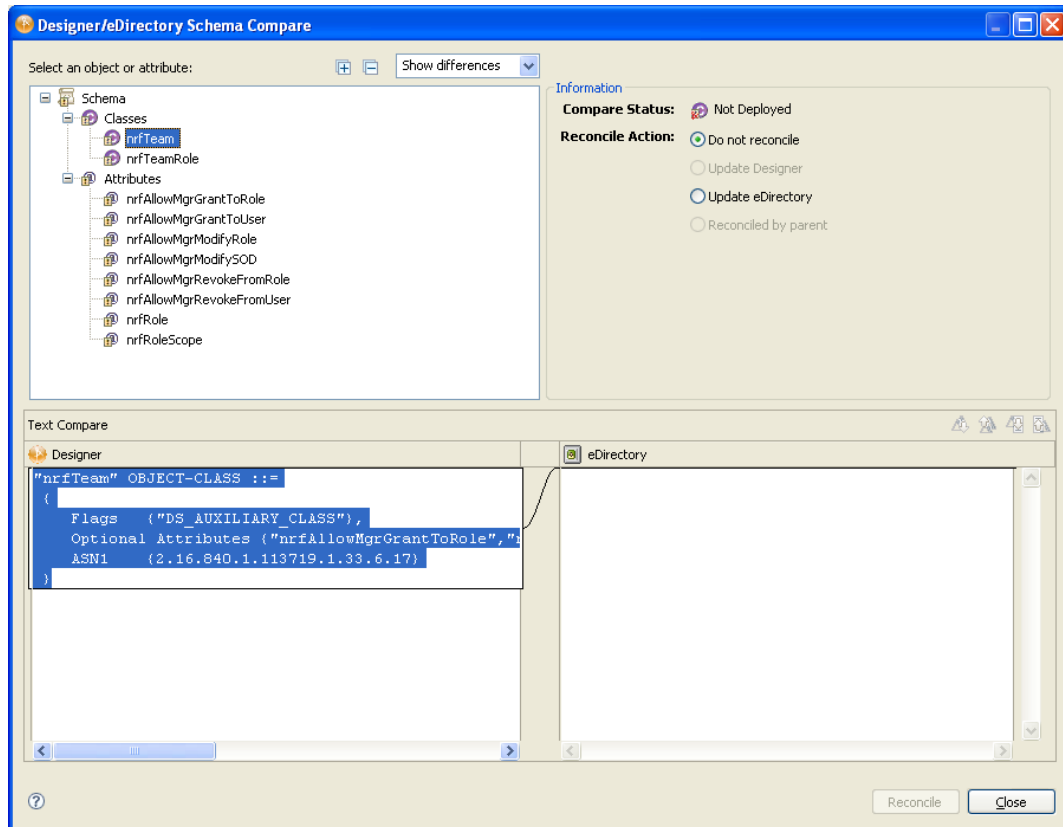 Designer/eDirectory Schema Compare
Select an object or attribute:
Show differences
Schema
Classes
nrfTeam
nrfTeamRole
Attributes
nrfAllowMgrGrantToRole
nrfAllowMgrGrantToUser
nrfAllowMgrModifyRole
nrfAllowMgrModifySOD
nrfAllowMgrRevokeFromRole
nrfAllowMgrRevokeFromUser
nrfRole
nrfRoleScope
Information
Compare Status: Not Deployed
Reconcile Action: Do not reconcile
Update Designer
Update eDirectory
Reconciled by parent
Text Compare
Designer
eDirectory
"nrfTeam" OBJECT-CLASS ::=
{
Flags {"DS_AUXILIARY_CLASS"},
Optional Attributes {"nrfAllowMgrGrantToRole","
ASN1 {2.16.840.1.113719.1.33.6.17}
}
Reconcile
Close